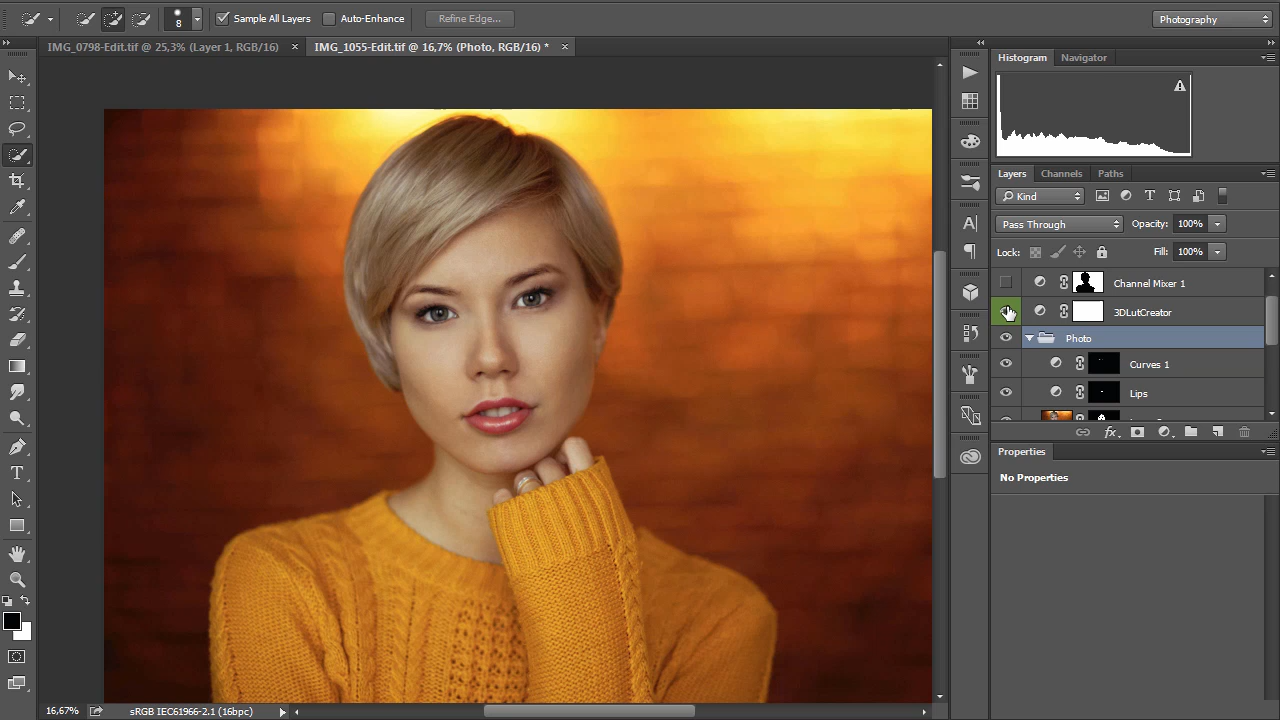 8
Sample All Layers
Auto-Enhance
Refine Edge...
Photography
IMG_0798-Edit.tif @ 25,3% (Layer 1, RGB/16)
IMG_1055-Edit.tif @ 16,7% (Photo, RGB/16) *
Histogram
Navigator
Layers
Channels
Paths
Kind
Pass Through
Opacity: 100%
Lock:
Fill: 100%
Channel Mixer 1
3DLutCreator
Photo
Curves 1
Lips
fx
Properties
No Properties
16,67%
sRGB IEC61966-2.1 (16bpc)